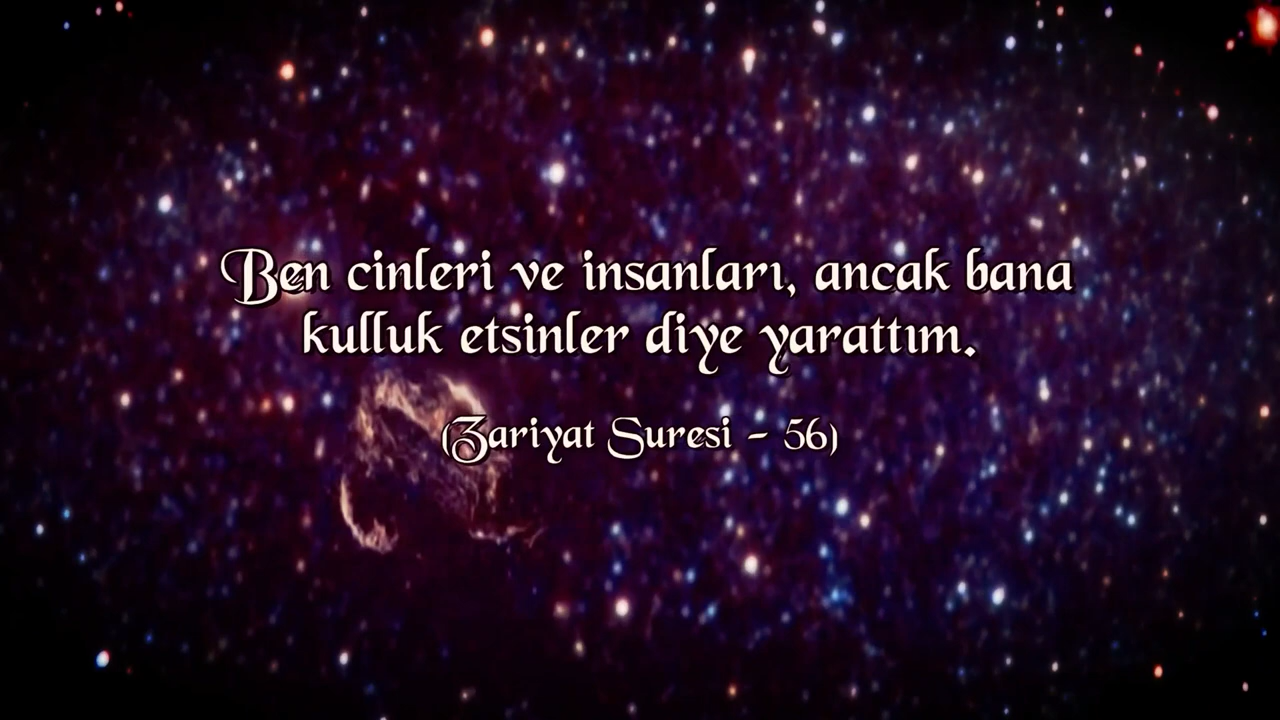 Ben cinleri ve insanları, ancak bana
kulluk etsinler diye yarattım.
(Zariyat Suresi - 56)